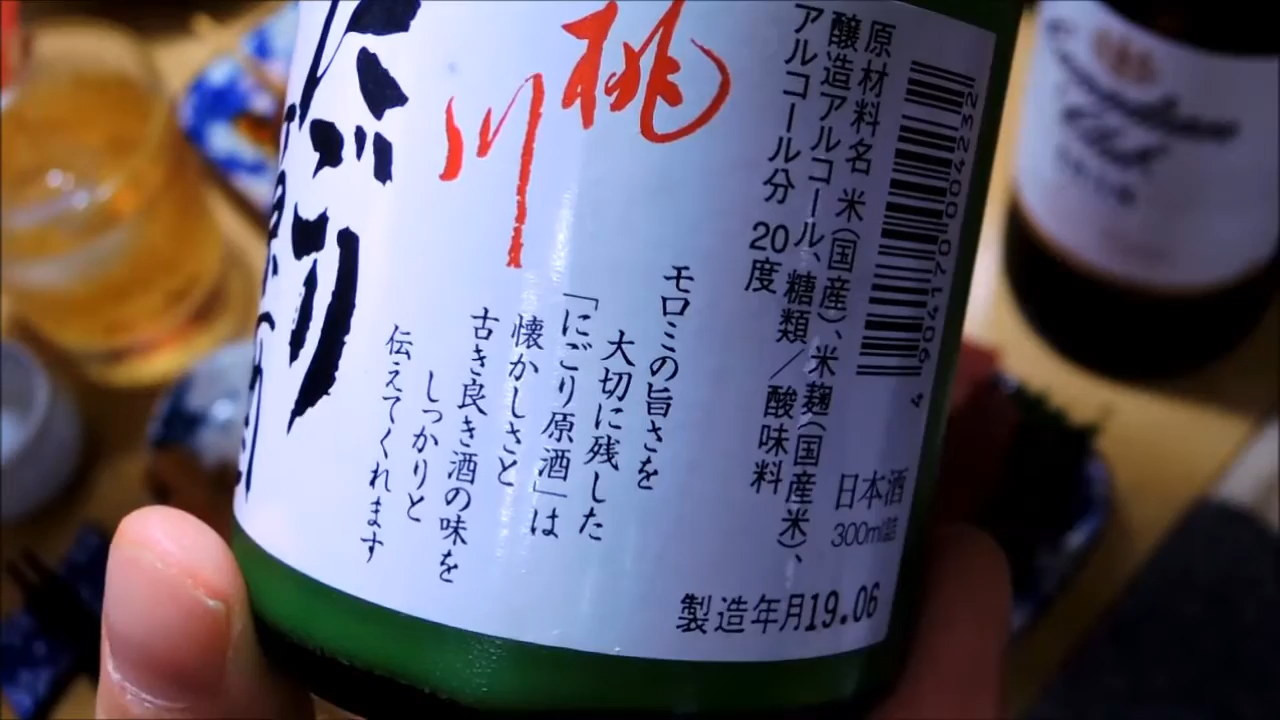 原材料名 米(国産)、米麹(国産米)、
醸造アルコール、糖類／酸味料
アルコール分 20度
4904170004232
日本酒
300ml詰
製造年月19.06
桃川
モロミの旨さを
大切に残した
「にごり原酒」は
懐かしさと
古き良き酒の味を
しっかりと
伝えてくれます
にごり